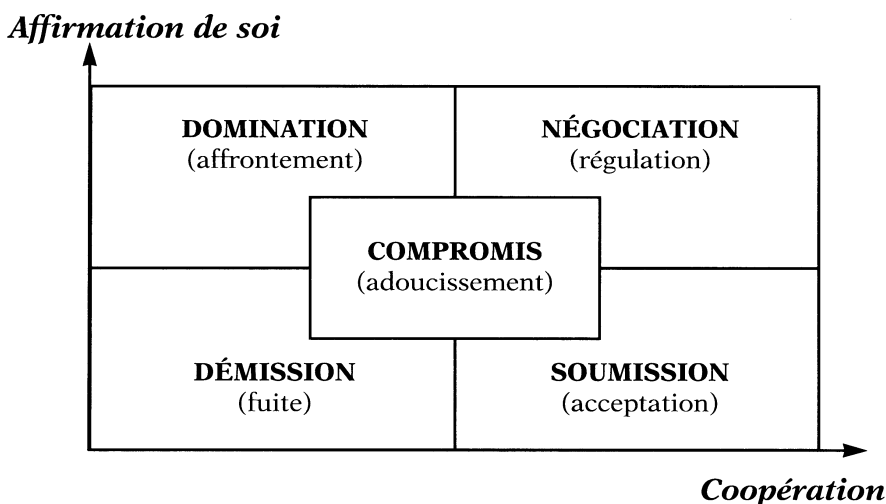 Affirmation de soi
DOMINATION
(affrontement)
NÉGOCIATION
(régulation)
COMPROMIS
(adoucissement)
DÉMISSION
(fuite)
SOUMISSION
(acceptation)
Coopération